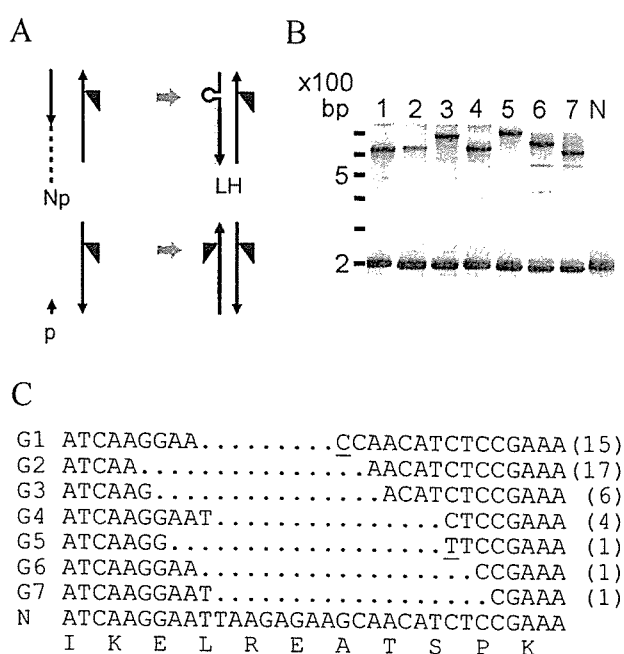 A
Np
LH
p
B
x100
bp
1 2 3 4 5 6 7 N
5
2
C
G1 ATCAAGGAA.........CCAACATCTCCGAAA (15)
G2 ATCAA...............AACATCTCCGAAA (17)
G3 ATCAAG...............ACATCTCCGAAA (6)
G4 ATCAAGGAAT...............CTCCGAAA (4)
G5 ATCAAGG..................TTCCGAAA (1)
G6 ATCAAGGAA..................CCGAAA (1)
G7 ATCAAGGAAT..................CGAAA (1)
N ATCAAGGAATTAAGAGAAGCAACATCTCCGAAA
I K E L R E A T S P K